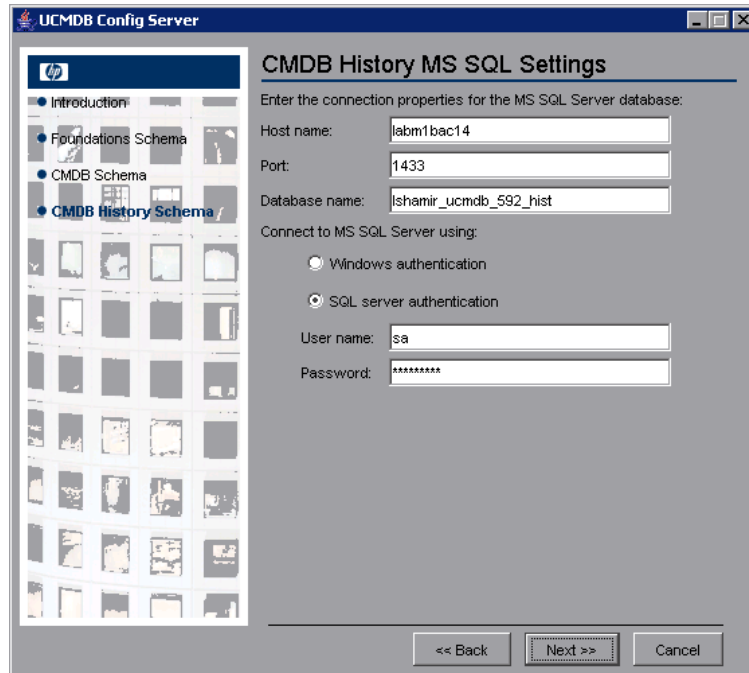 UCMDB Config Server
hp
Introduction
Foundations Schema
CMDB Schema
CMDB History Schema
CMDB History MS SQL Settings
Enter the connection properties for the MS SQL Server database:
Host name: labm1bac14
Port: 1433
Database name: lshamir_ucmdb_592_hist
Connect to MS SQL Server using:
Windows authentication
SQL server authentication
User name: sa
Password: *********
<< Back Next >> Cancel